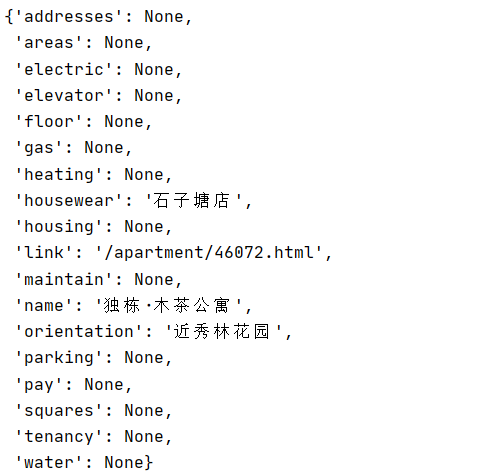 {'addresses': None,
 'areas': None,
 'electric': None,
 'elevator': None,
 'floor': None,
 'gas': None,
 'heating': None,
 'housewear': '石子塘店',
 'housing': None,
 'link': '/apartment/46072.html',
 'maintain': None,
 'name': '独栋·木茶公寓',
 'orientation': '近秀林花园',
 'parking': None,
 'pay': None,
 'squares': None,
 'tenancy': None,
 'water': None}